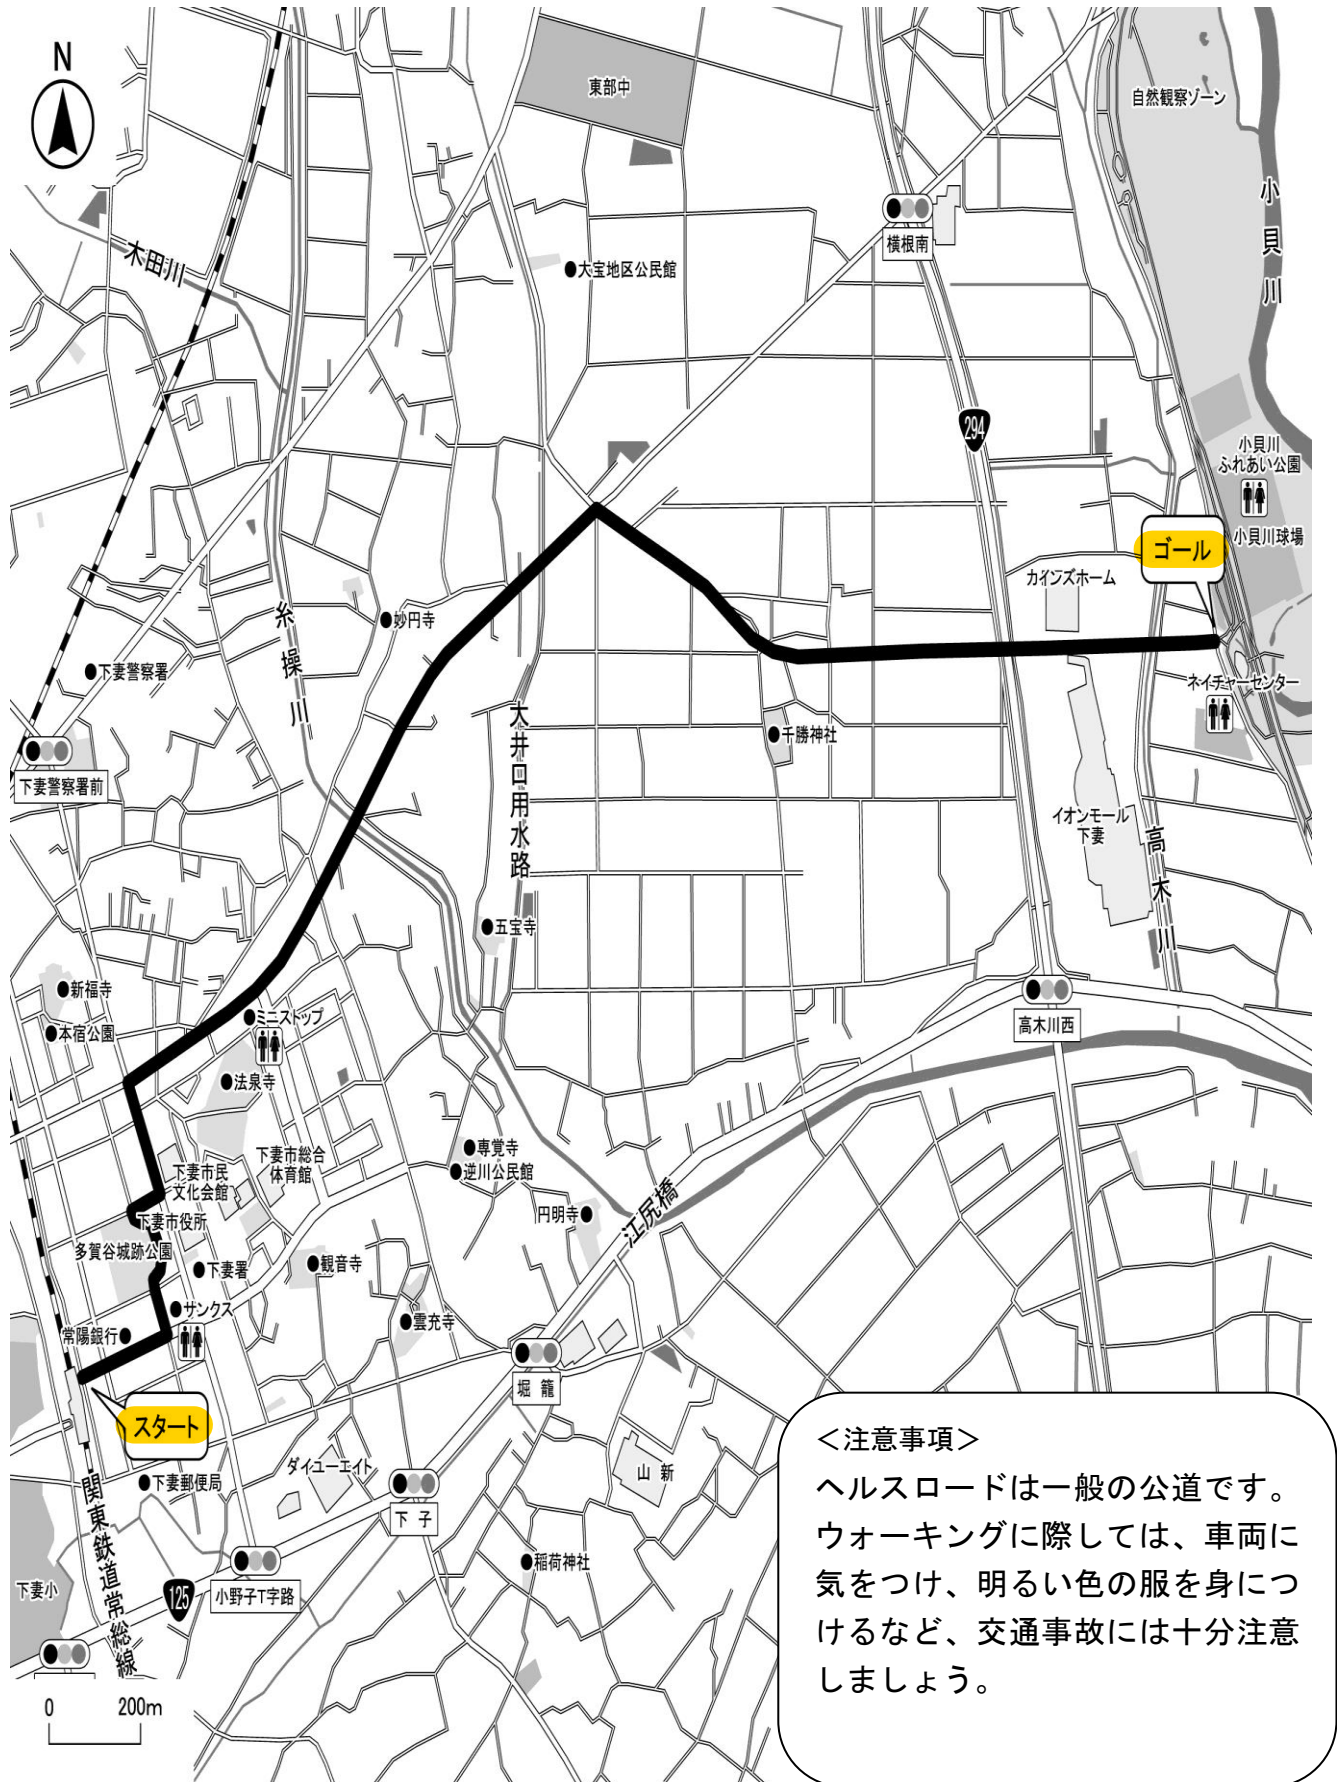 N
東部中
自然観察ゾーン
小貝川
横根南
木田川
大宝地区公民館
294
小貝川
ふれあい公園
小貝川球場
ゴール
カインズホーム
糸操川
妙円寺
下妻警察署
ネイチャーセンター
大井口用水路
千勝神社
下妻警察署前
イオンモール
下妻
高木川
五宝寺
新福寺
本宿公園
ミニストップ
高木川西
法泉寺
専覚寺
逆川公民館
下妻市総合
体育館
下妻市民
文化会館
下妻市役所
円明寺
江尻橋
多賀谷城跡公園
下妻署
観音寺
サンクス
雲充寺
常陽銀行
堀籠
スタート
ダイユーエイト
山新
下妻郵便局
関東鉄道常総線
下子
稲荷神社
小野子T字路
下妻小
125
0 200m
＜注意事項＞
ヘルスロードは一般の公道です。
ウォーキングに際しては、車両に
気をつけ、明るい色の服を身につ
けるなど、交通事故には十分注意
しましょう。